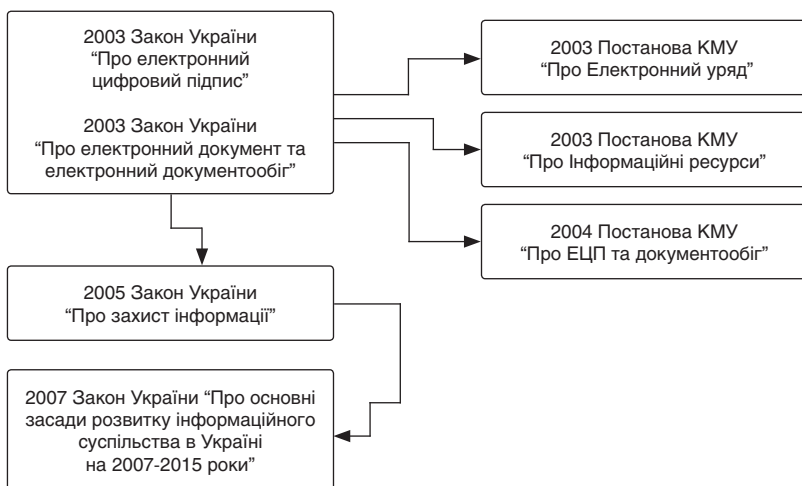 2003 Закон України
“Про електронний
цифровий підпис”
2003 Закон України
“Про електронний документ та
електронний документообіг”
2003 Постанова КМУ
“Про Електронний уряд”
2003 Постанова КМУ
“Про Інформаційні ресурси”
2004 Постанова КМУ
“Про ЕЦП та документообіг”
2005 Закон України
“Про захист інформації”
2007 Закон України “Про основні
засади розвитку інформаційного
суспільства в Україні
на 2007-2015 роки”